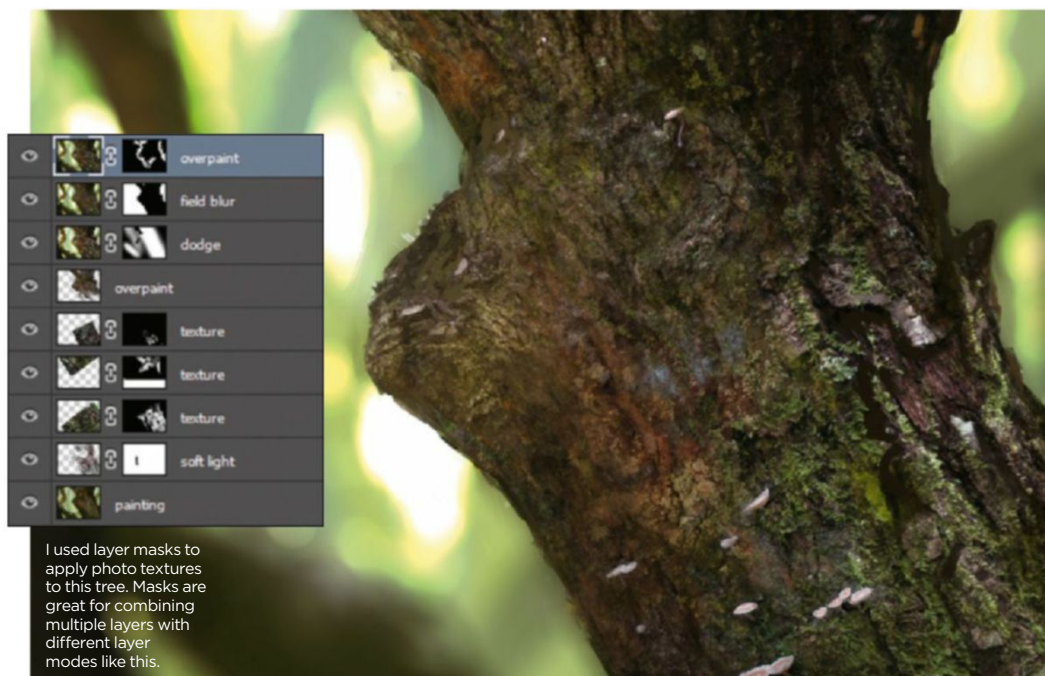 overpaint
field blur
dodge
overpaint
texture
texture
texture
soft light
painting
I used layer masks to
apply photo textures
to this tree. Masks are
great for combining
multiple layers with
different layer
modes like this.